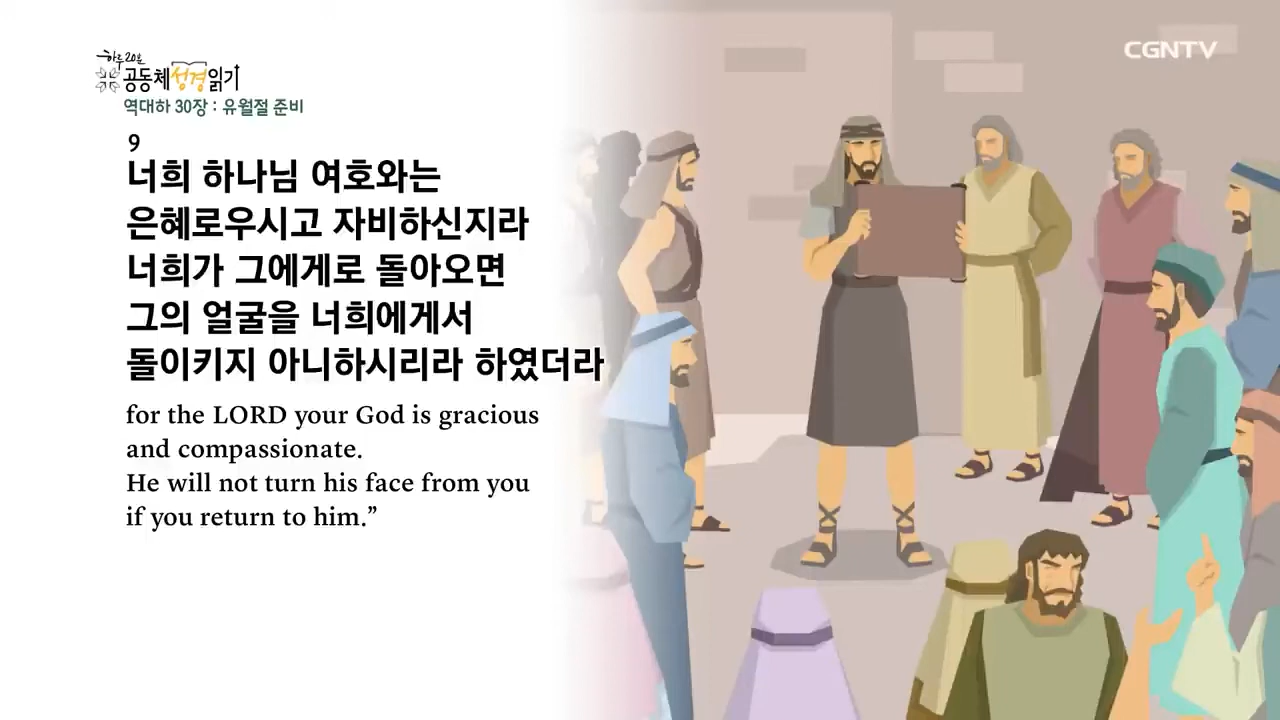 하루 20분
공동체성경읽기
CGNTV
역대하 30장 : 유월절 준비
9
너희 하나님 여호와는
은혜로우시고 자비하신지라
너희가 그에게로 돌아오면
그의 얼굴을 너희에게서
돌이키지 아니하시리라 하였더라
for the LORD your God is gracious
and compassionate.
He will not turn his face from you
if you return to him.”